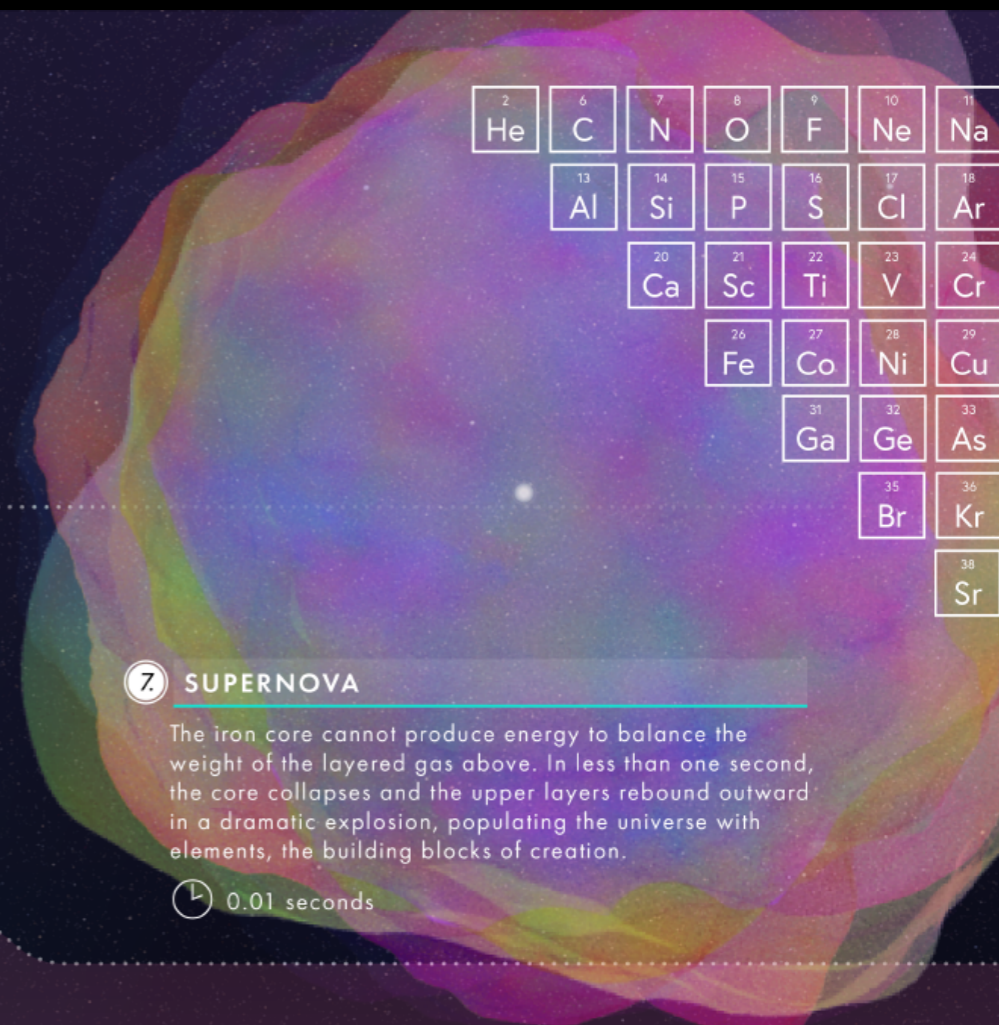 2 6 7 8 9 10 11
He C N O F Ne Na
13 14 15 16 17 18
Al Si P S Cl Ar
20 21 22 23 24
Ca Sc Ti V Cr
26 27 28 29
Fe Co Ni Cu
31 32 33
Ga Ge As
35 36
Br Kr
38
Sr
7. SUPERNOVA
The iron core cannot produce energy to balance the
weight of the layered gas above. In less than one second,
the core collapses and the upper layers rebound outward
in a dramatic explosion, populating the universe with
elements, the building blocks of creation.
0.01 seconds